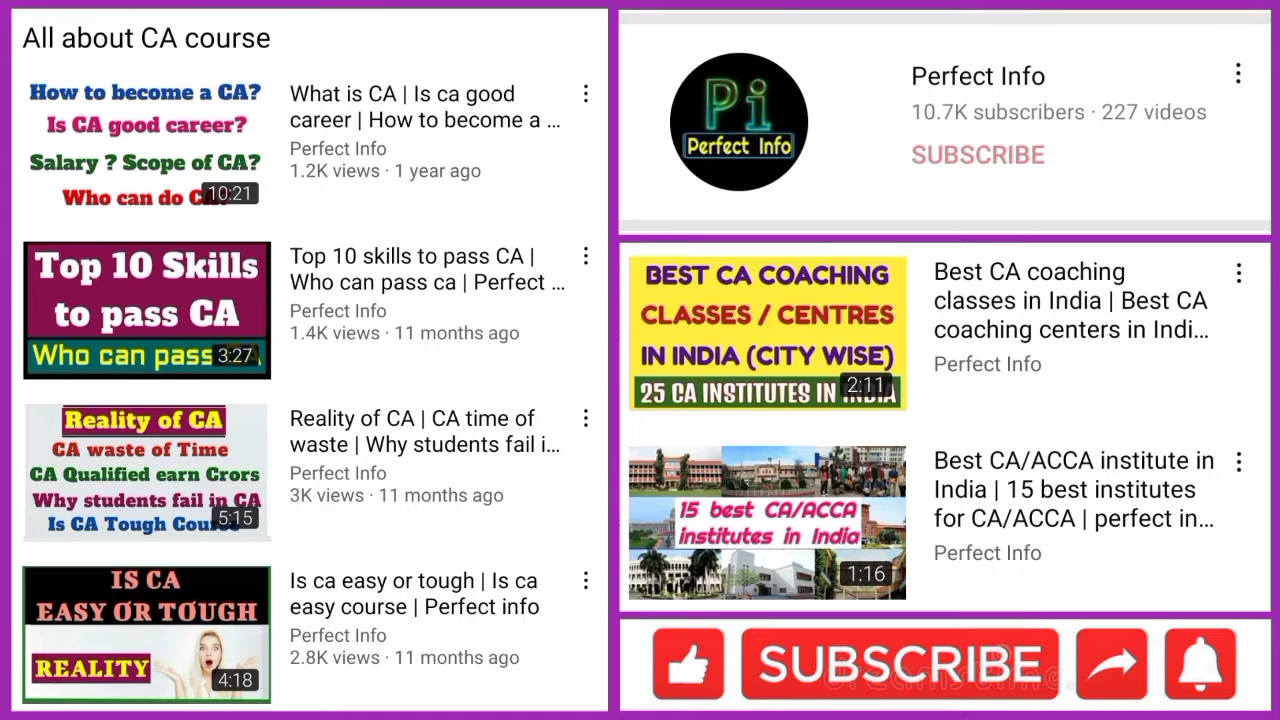 All about CA course
How to become a CA?
Is CA good career?
Salary ? Scope of CA?
Who can do
10:21
What is CA | Is ca good
career | How to become a ...
Perfect Info
1.2K views · 1 year ago
Top 10 Skills
to pass CA
Who can pass
3:27
Top 10 skills to pass CA |
Who can pass ca | Perfect ...
Perfect Info
1.4K views · 11 months ago
Reality of CA
CA waste of Time
CA Qualified earn Crors
Why students fail in CA
Is CA Tough Course
5:15
Reality of CA | CA time of
waste | Why students fail i...
Perfect Info
3K views · 11 months ago
IS CA
EASY OR TOUGH
REALITY
4:18
Is ca easy or tough | Is ca
easy course | Perfect info
Perfect Info
2.8K views · 11 months ago
Pi
Perfect Info
Perfect Info
10.7K subscribers · 227 videos
SUBSCRIBE
BEST CA COACHING
CLASSES / CENTRES
IN INDIA (CITY WISE)
25 CA INSTITUTES IN INDIA
2:11
Best CA coaching
classes in India | Best CA
coaching centers in Indi...
Perfect Info
15 best CA/ACCA
institutes in India
1:16
Best CA/ACCA institute in
India | 15 best institutes
for CA/ACCA | perfect in...
Perfect Info
SUBSCRIBE